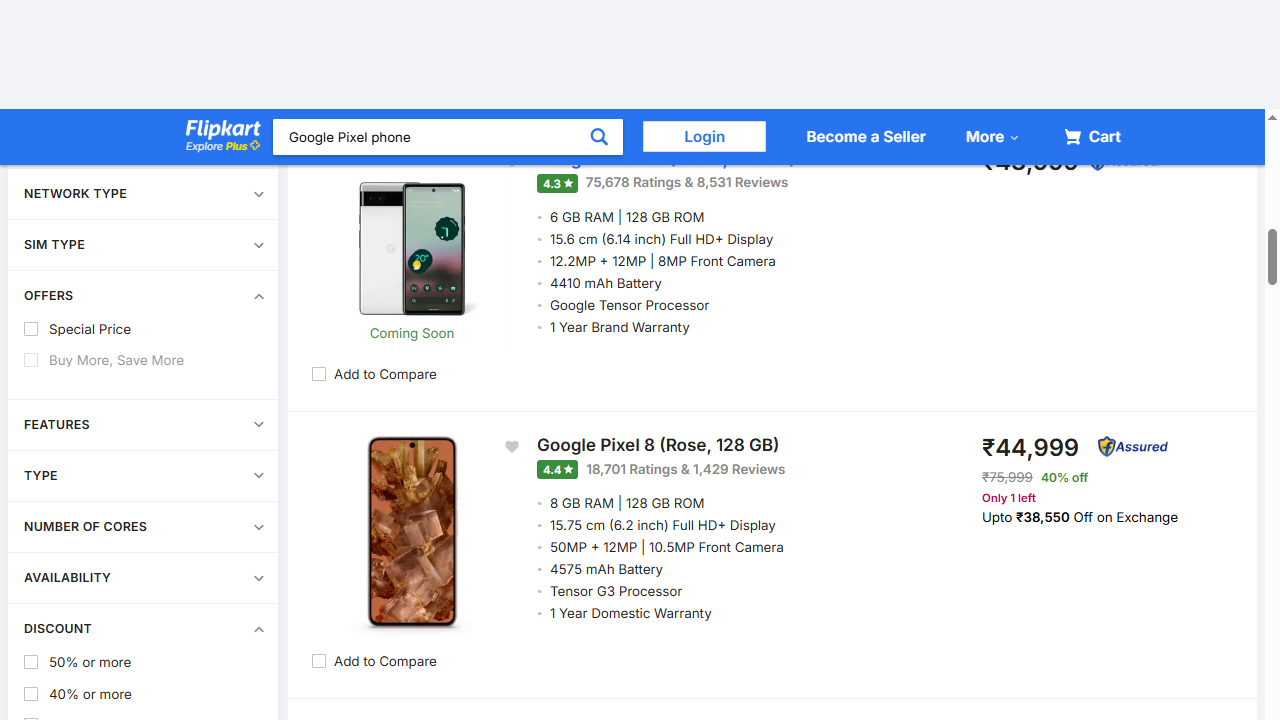 Flipkart
Explore Plus
Google Pixel phone
Login
Become a Seller
More
Cart
NETWORK TYPE
SIM TYPE
OFFERS
Special Price
Buy More, Save More
FEATURES
TYPE
NUMBER OF CORES
AVAILABILITY
DISCOUNT
50% or more
40% or more
4.3 ★ 75,678 Ratings & 8,531 Reviews
6 GB RAM | 128 GB ROM
15.6 cm (6.14 inch) Full HD+ Display
12.2MP + 12MP | 8MP Front Camera
4410 mAh Battery
Google Tensor Processor
1 Year Brand Warranty
Coming Soon
Add to Compare
Google Pixel 8 (Rose, 128 GB)
4.4 ★ 18,701 Ratings & 1,429 Reviews
8 GB RAM | 128 GB ROM
15.75 cm (6.2 inch) Full HD+ Display
50MP + 12MP | 10.5MP Front Camera
4575 mAh Battery
Tensor G3 Processor
1 Year Domestic Warranty
₹44,999 Assured
₹75,999 40% off
Only 1 left
Upto ₹38,550 Off on Exchange
Add to Compare